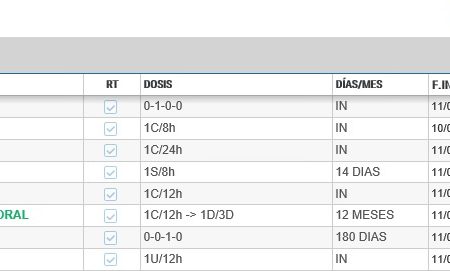 RT DOSIS DÍAS/MES F.IN
0-1-0-0 IN 11/0
1C/8h IN 10/0
1C/24h IN 11/0
1S/8h 14 DIAS 11/0
1C/12h IN 11/0
ORAL 1C/12h -> 1D/3D 12 MESES 11/0
0-0-1-0 180 DIAS 11/0
1U/12h IN 11/0